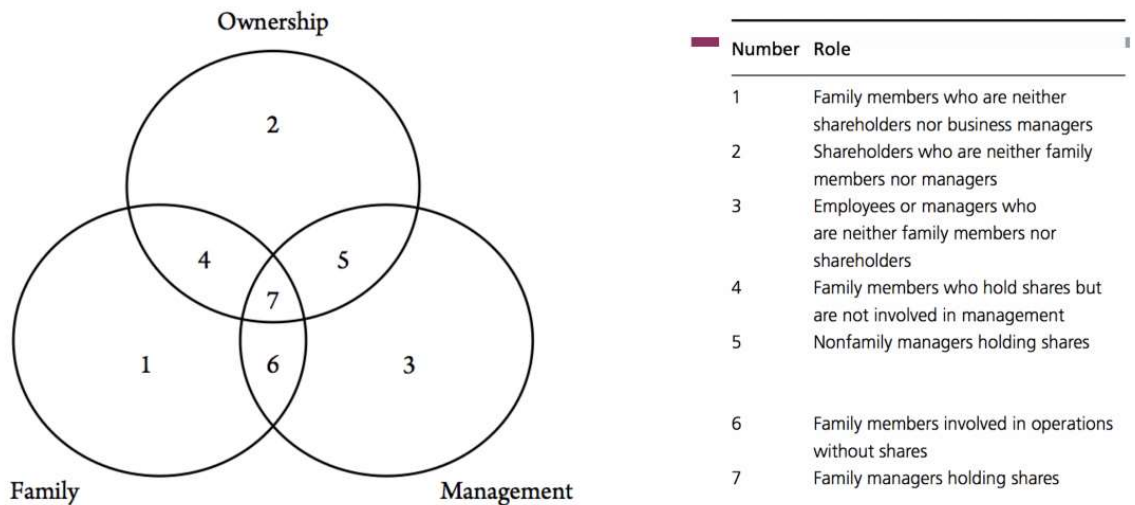 Ownership
2
4
5
7
1
6
3
Family
Management
Number Role
1 Family members who are neither
shareholders nor business managers
2 Shareholders who are neither family
members nor managers
3 Employees or managers who
are neither family members nor
shareholders
4 Family members who hold shares but
are not involved in management
5 Nonfamily managers holding shares
6 Family members involved in operations
without shares
7 Family managers holding shares